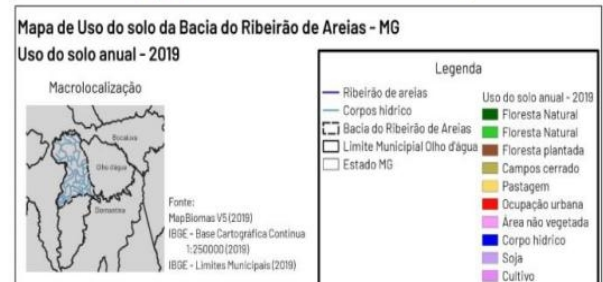 Mapa de Uso do solo da Bacia do Ribeirão de Areias - MG
Uso do solo anual - 2019
Macrolocalização
Bocaiuva
Olho d'água
Diamantina
Fonte:
MapBiomas V5 (2019)
IBGE - Base Cartográfica Contínua
1:250000 (2019)
IBGE - Limites Municipais (2019)
Legenda
Ribeirão de areias
Corpos hídrico
Bacia do Ribeirão de Areias
Limite Municipal Olho d'água
Estado MG
Uso do solo anual - 2019
Floresta Natural
Floresta Natural
Floresta plantada
Campos cerrado
Pastagem
Ocupação urbana
Área não vegetada
Corpo hídrico
Soja
Cultivo